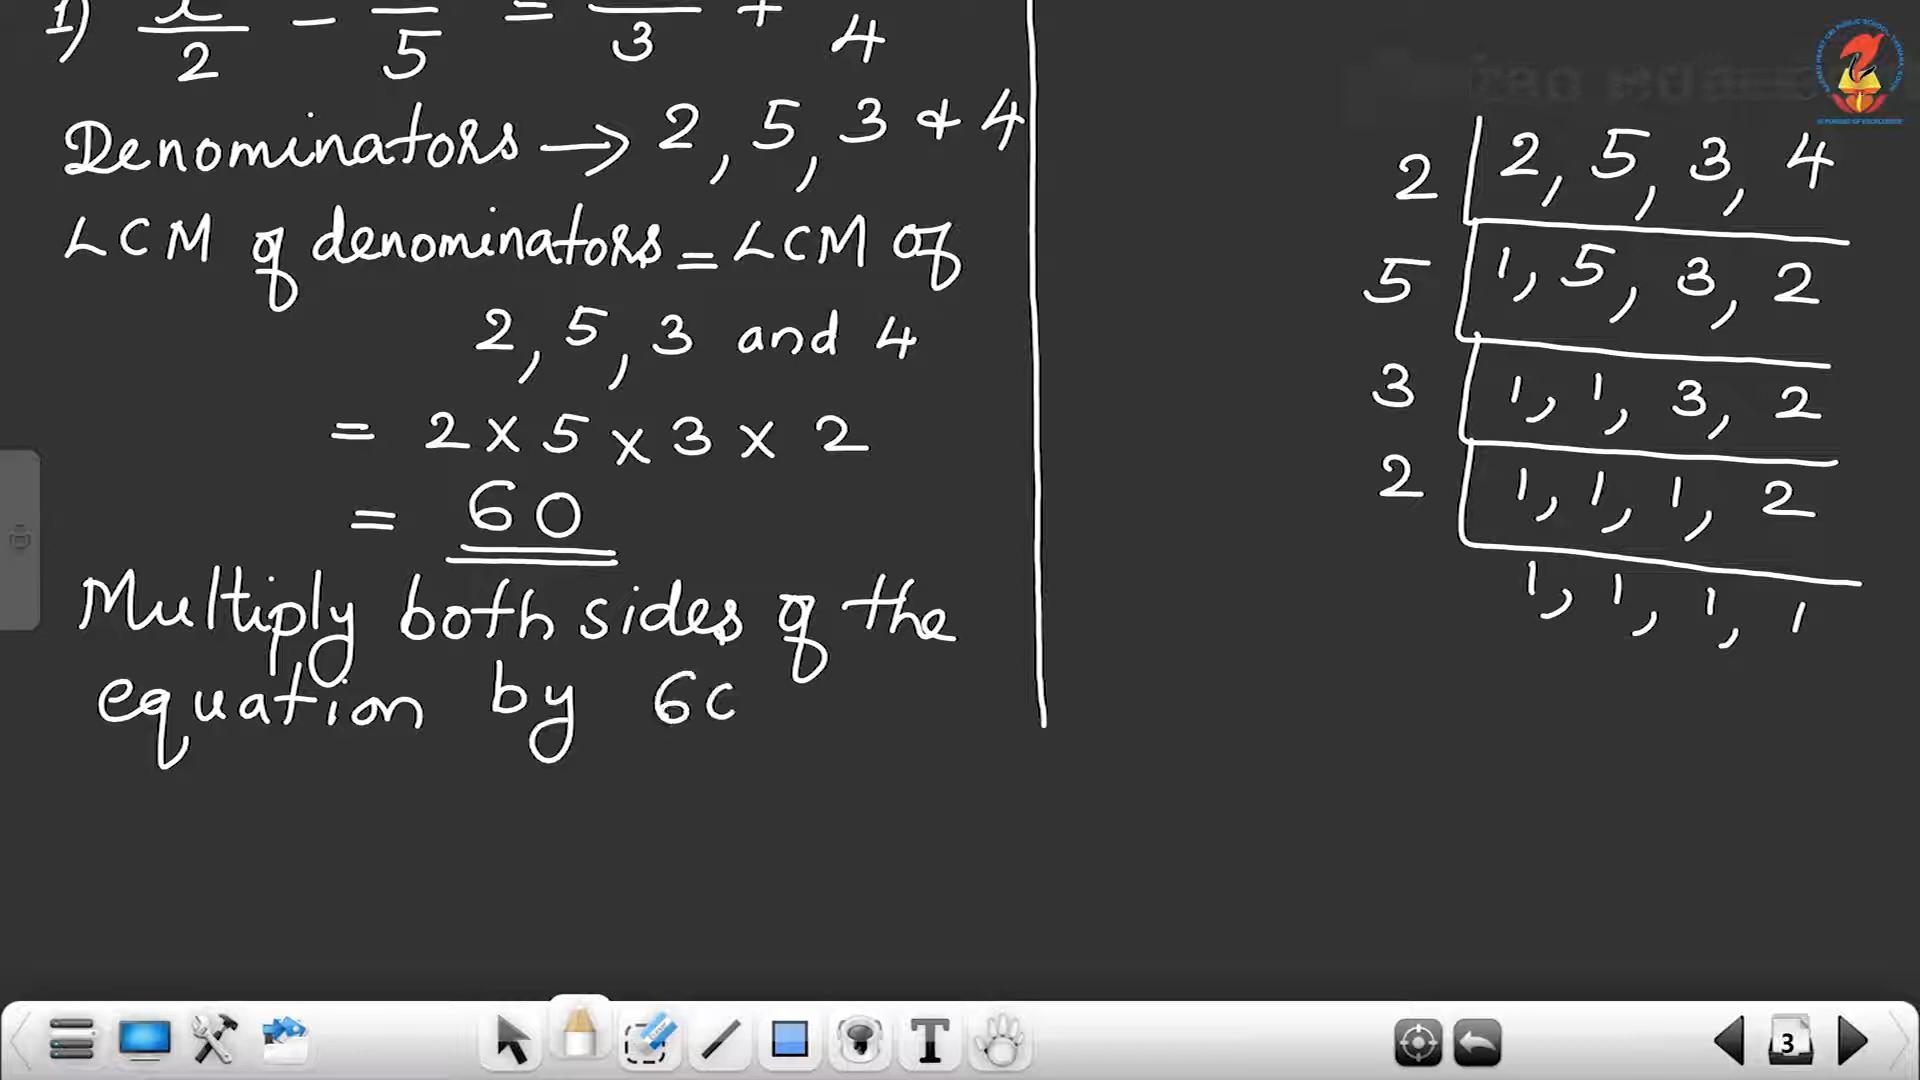 1) x/2 - /5 = /3 + /4
Denominators → 2, 5, 3 & 4
LCM of denominators = LCM of
2, 5, 3 and 4
= 2 × 5 × 3 × 2
= 60
Multiply both sides of the
equation by 6c
2 | 2, 5, 3, 4
5 | 1, 5, 3, 2
3 | 1, 1, 3, 2
2 | 1, 1, 1, 2
1, 1, 1, 1
T
3